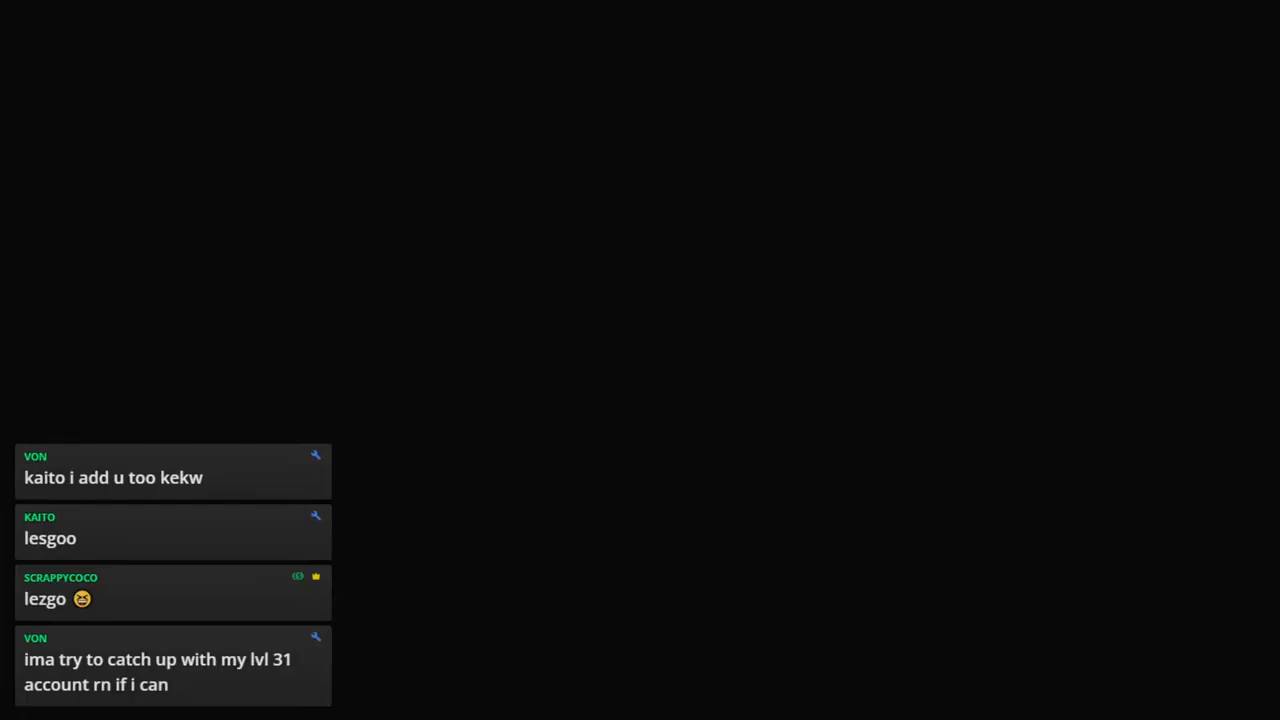 VON
kaito i add u too kekw
KAITO
lesgoo
SCRAPPYCOCO
lezgo 😆
VON
ima try to catch up with my lvl 31
account rn if i can